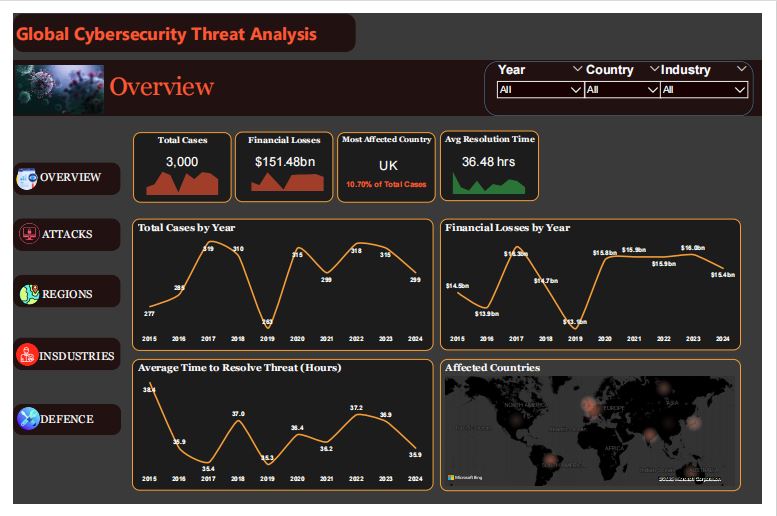 Global Cybersecurity Threat Analysis
Overview
Year Country Industry
All All All
Total Cases
3,000
Financial Losses
$151.48bn
Most Affected Country
UK
10.70% of Total Cases
Avg Resolution Time
36.48 hrs
OVERVIEW
ATTACKS
REGIONS
INSDUSTRIES
DEFENCE
Total Cases by Year
277
285
319
310
263
315
299
318
315
299
2015 2016 2017 2018 2019 2020 2021 2022 2023 2024
Financial Losses by Year
$14.5bn
$13.9bn
$16.3bn
$14.7bn
$13.1bn
$15.8bn
$15.9bn
$15.9bn
$16.0bn
$15.4bn
2015 2016 2017 2018 2019 2020 2021 2022 2023 2024
Average Time to Resolve Threat (Hours)
38.4
35.9
35.4
37.0
35.3
36.4
36.2
37.2
36.9
35.9
2015 2016 2017 2018 2019 2020 2021 2022 2023 2024
Affected Countries
NORTH AMERICA
EUROPE
ASIA
AFRICA
SOUTH AMERICA
AUSTRALIA
Microsoft Bing